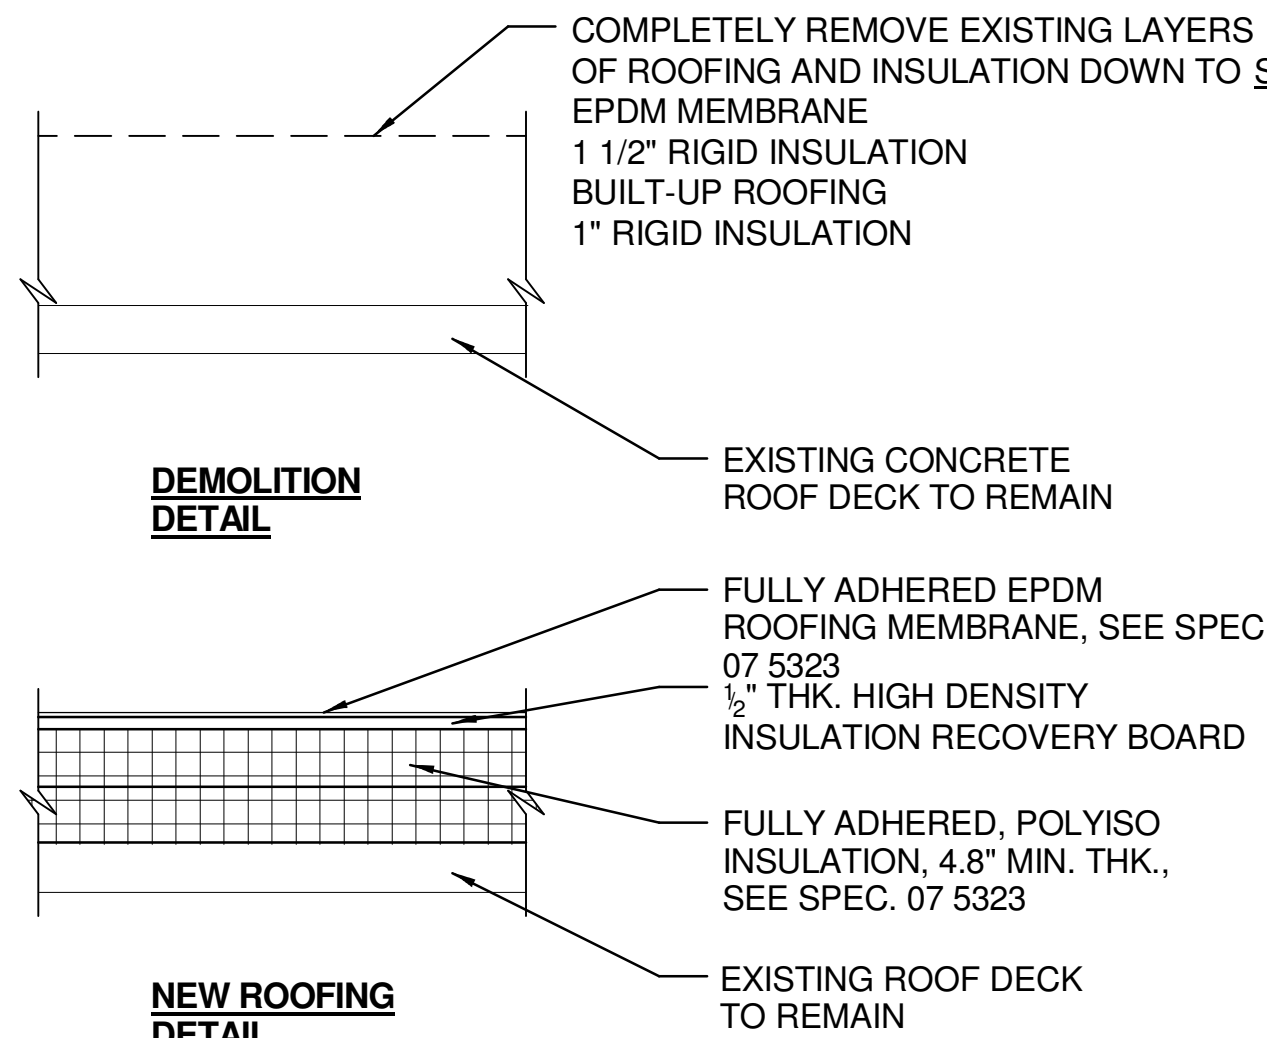 COMPLETELY REMOVE EXISTING LAYERS
OF ROOFING AND INSULATION DOWN TO
EPDM MEMBRANE
1 1/2" RIGID INSULATION
BUILT-UP ROOFING
1" RIGID INSULATION
EXISTING CONCRETE
ROOF DECK TO REMAIN
DEMOLITION
DETAIL
FULLY ADHERED EPDM
ROOFING MEMBRANE, SEE SPEC
07 5323
½" THK. HIGH DENSITY
INSULATION RECOVERY BOARD
FULLY ADHERED, POLYISO
INSULATION, 4.8" MIN. THK.,
SEE SPEC. 07 5323
EXISTING ROOF DECK
TO REMAIN
NEW ROOFING
DETAIL